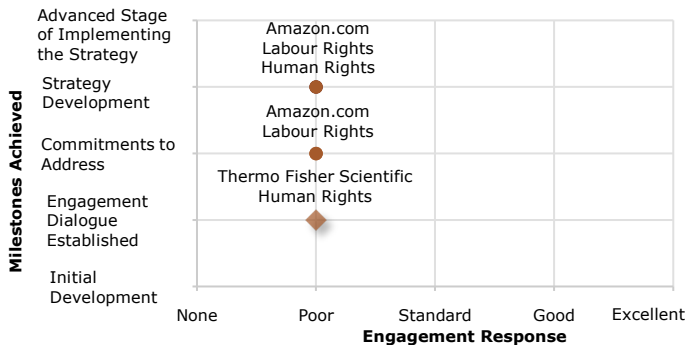 Advanced Stage
of Implementing
the Strategy
Strategy
Development
Commitments to
Address
Engagement
Dialogue
Established
Initial
Development
Milestones Achieved
Amazon.com
Labour Rights
Human Rights
Amazon.com
Labour Rights
Thermo Fisher Scientific
Human Rights
None
Poor
Standard
Good
Excellent
Engagement Response